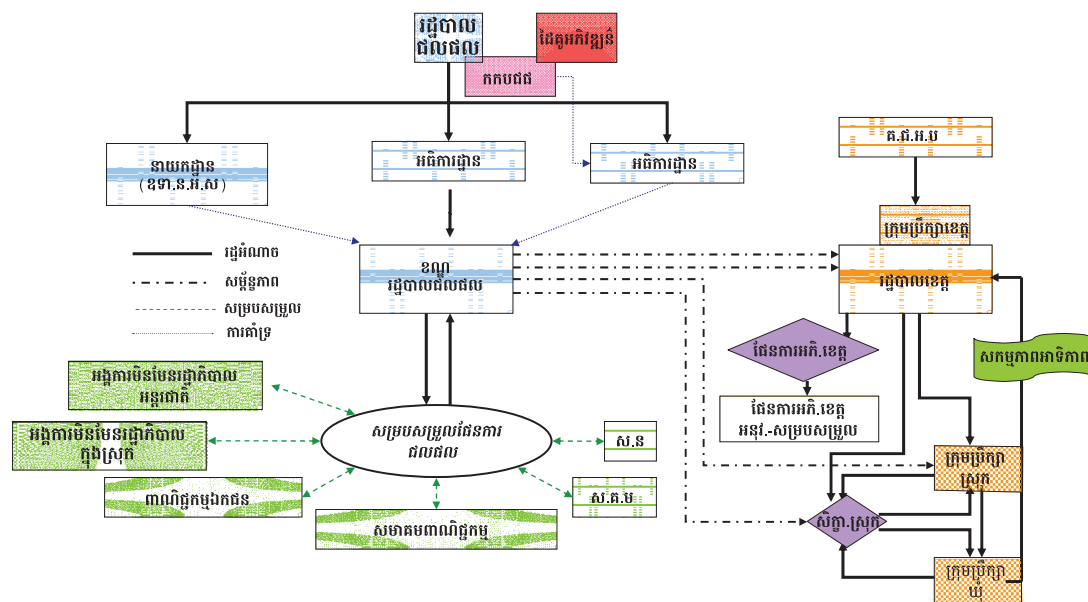 រដ្ឋបាល
ជលផល
ដៃគូអភិវឌ្ឍន៍
កកបជជ
នាយកដ្ឋាន
(ឧទា.ន.អ.ស)
អធិការដ្ឋាន
អធិការដ្ឋាន
គ.ជ.អ.ប
ក្រុមប្រឹក្សាខេត្ត
រដ្ឋបាលខេត្ត
ខណ្ឌ
រដ្ឋបាលជលផល
រដ្ឋអំណាច
សម្ព័ន្ធភាព
សម្របសម្រួល
ការគាំទ្រ
ផែនការអភិ.ខេត្ត
សកម្មភាពអាទិភាព
ផែនការអភិ.ខេត្ត
អនុវ.-សម្របសម្រួល
អង្គការមិនមែនរដ្ឋាភិបាល
អន្តរជាតិ
អង្គការមិនមែនរដ្ឋាភិបាល
ក្នុងស្រុក
សម្របសម្រួលផែនការ
ជលផល
ស.ន
ក្រុមប្រឹក្សា
ស្រុក
ពាណិជ្ជកម្មឯកជន
ស.គ.ម
សមាគមពាណិជ្ជកម្ម
សិក្ខា.ស្រុក
ក្រុមប្រឹក្សា
ឃុំ